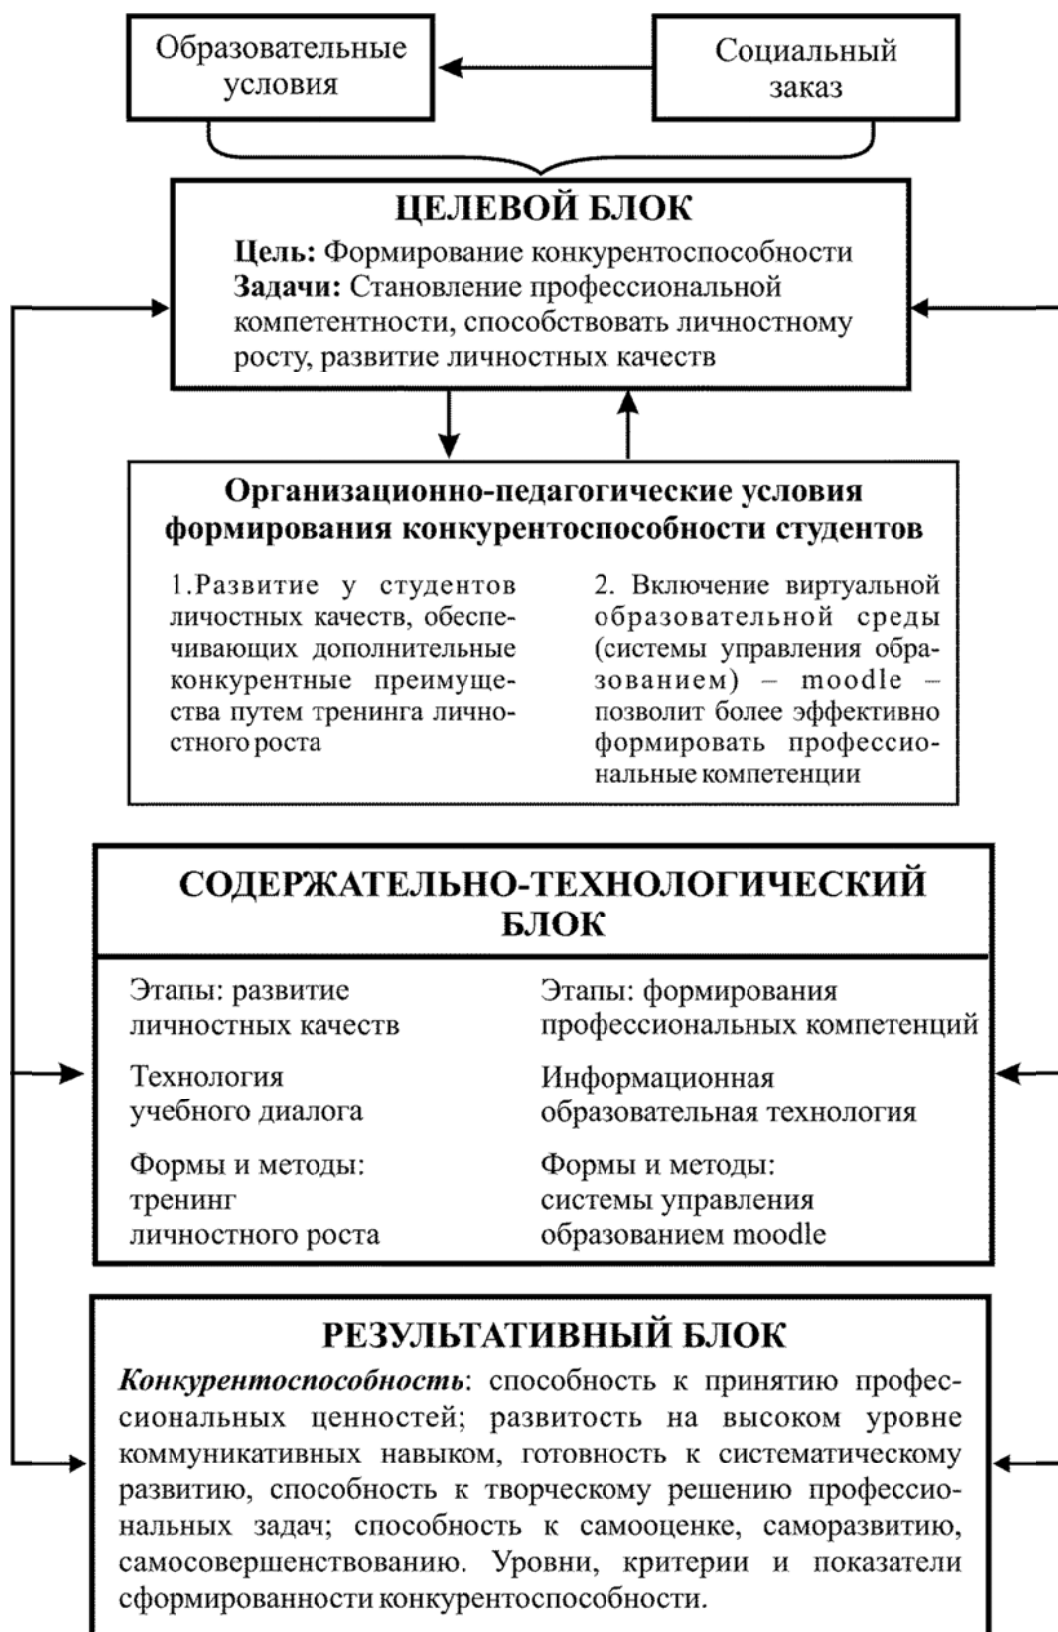 Образовательные
условия
Социальный
заказ
ЦЕЛЕВОЙ БЛОК
Цель: Формирование конкурентоспособности
Задачи: Становление профессиональной
компетентности, способствовать личностному
росту, развитие личностных качеств
Организационно-педагогические условия
формирования конкурентоспособности студентов
1.Развитие у студентов
личостных качеств, обеспе-
чивающих дополнительные
конкурентные преимуще-
ства путем тренинга лично-
стного роста
2. Включение виртуальной
образовательной среды
(системы управления обра-
зованием) – moodle –
позволит более эффективно
формировать профессио-
нальные компетенции
СОДЕРЖАТЕЛЬНО-ТЕХНОЛОГИЧЕСКИЙ
БЛОК
Этапы: развитие
личностных качеств
Технология
учебного диалога
Формы и методы:
тренинг
личностного роста
Этапы: формирования
профессиональных компетенций
Информационная
образовательная технология
Формы и методы:
системы управления
образованием moodle
РЕЗУЛЬТАТИВНЫЙ БЛОК
Конкурентоспособность: способность к принятию профес-
сиональных ценностей; развитость на высоком уровне
коммуникативных навыком, готовность к систематическому
развитию, способность к творческому решению профессио-
нальных задач; способность к самооценке, саморазвитию,
самосовершенствованию. Уровни, критерии и показатели
сформированности конкурентоспособности.